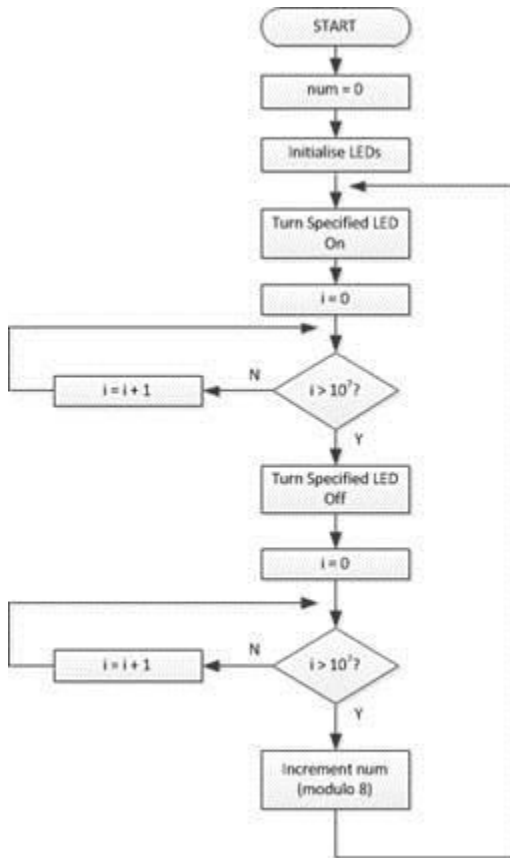 START
num = 0
Initialise LEDs
Turn Specified LED
On
i = 0
N
i = i + 1
i > 10⁷?
Y
Turn Specified LED
Off
i = 0
N
i = i + 1
i > 10⁷?
Y
Increment num
(modulo 8)